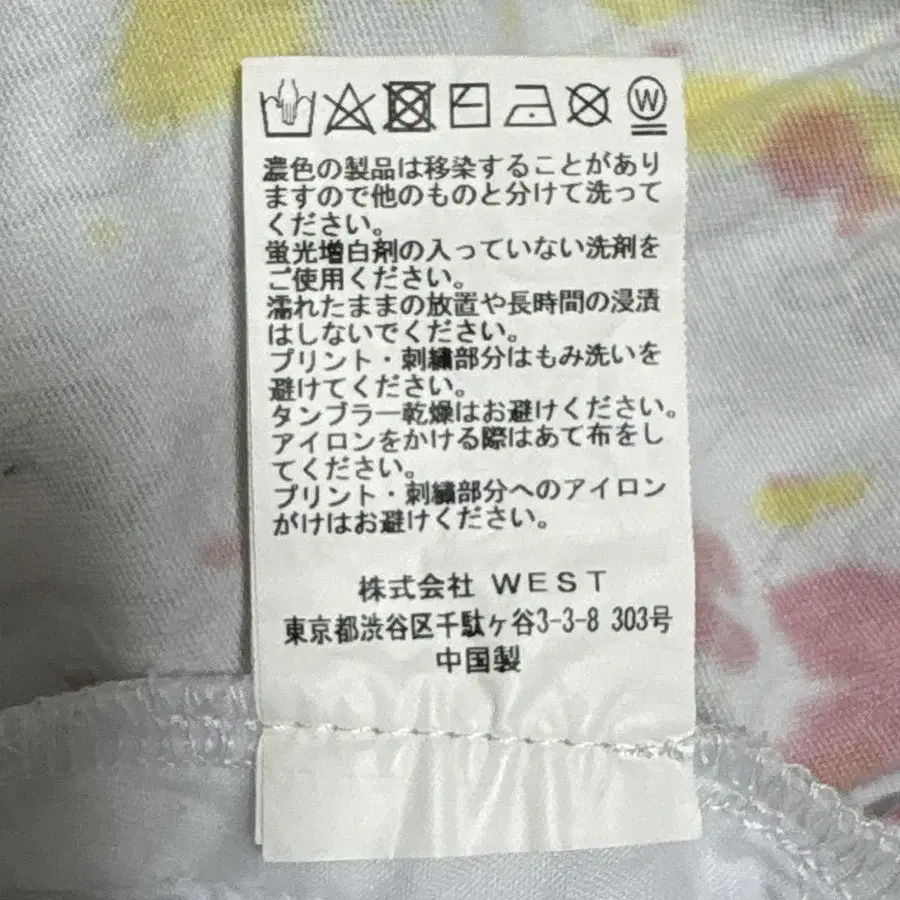 W
濃色の製品は移染することがあり
ますので他のものと分けて洗って
ください。
蛍光増白剤の入っていない洗剤を
ご使用ください。
濡れたままの放置や長時間の浸漬
はしないでください。
プリント・刺繍部分はもみ洗いを
避けてください。
タンブラー乾燥はお避けください。
アイロンをかける際はあて布をし
てください。
プリント・刺繍部分へのアイロン
がけはお避けください。
株式会社 WEST
東京都渋谷区千駄ヶ谷3-3-8 303号
中国製